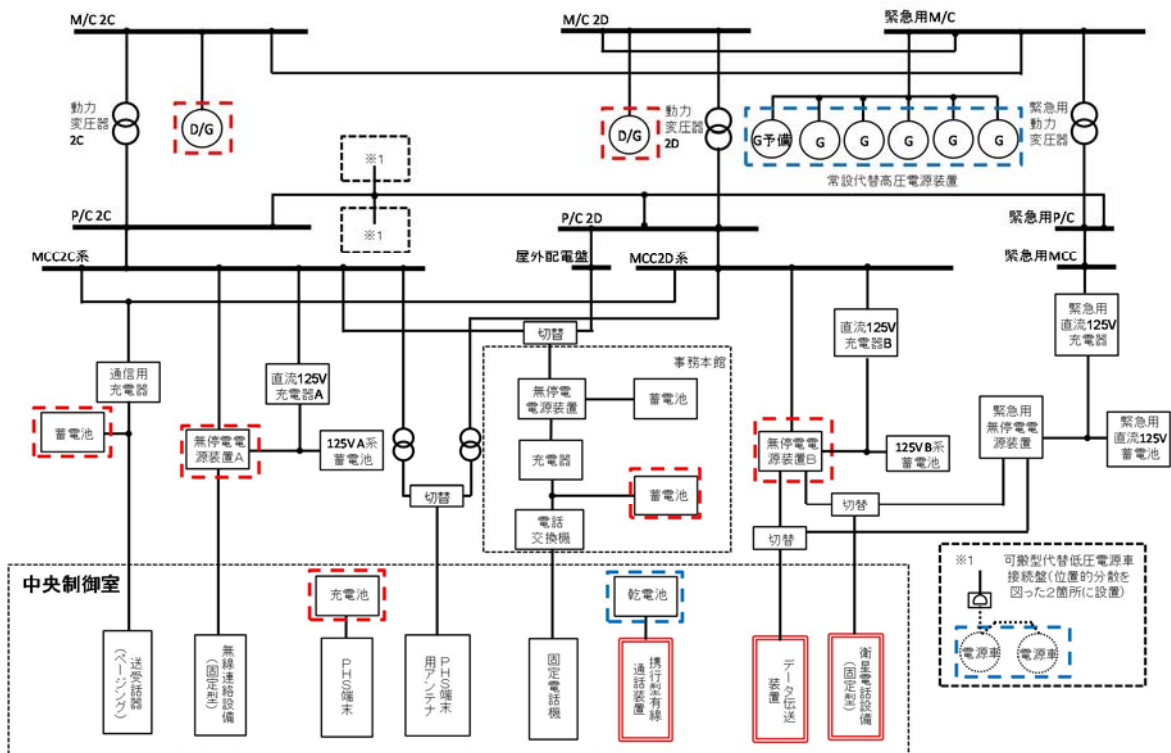 M/C 2C
M/C 2D
緊急用M/C
動力
変圧器
2C
D/G
D/G
動力
変圧器
2D
G予備
G
G
G
G
G
常設代替高圧電源装置
緊急用
動力
変圧器
※1
※1
P/C 2C
P/C 2D
緊急用P/C
MCC2C系
屋外配電盤
MCC2D系
緊急用MCC
切替
事務本館
直流125V
充電器B
緊急用
直流125V
充電器
通信用
充電器
直流125V
充電器A
無停電
電源装置
蓄電池
緊急用
無停電電
源装置
蓄電池
無停電電
源装置A
125V A系
蓄電池
充電器
無停電電
源装置B
125V B系
蓄電池
緊急用
直流125V
蓄電池
切替
蓄電池
切替
電話
交換機
切替
中央制御室
充電池
乾電池
送受話器
(ページング)
無線連絡設備
(固定型)
PHS端末
PHS端末
用アンテナ
固定電話機
携行型有線
通話装置
データ伝送
装置
衛星電話設備
(固定型)
※1 可搬型代替低圧電源車
接続盤(位置的分散を
図った2箇所に設置)
電源車
電源車